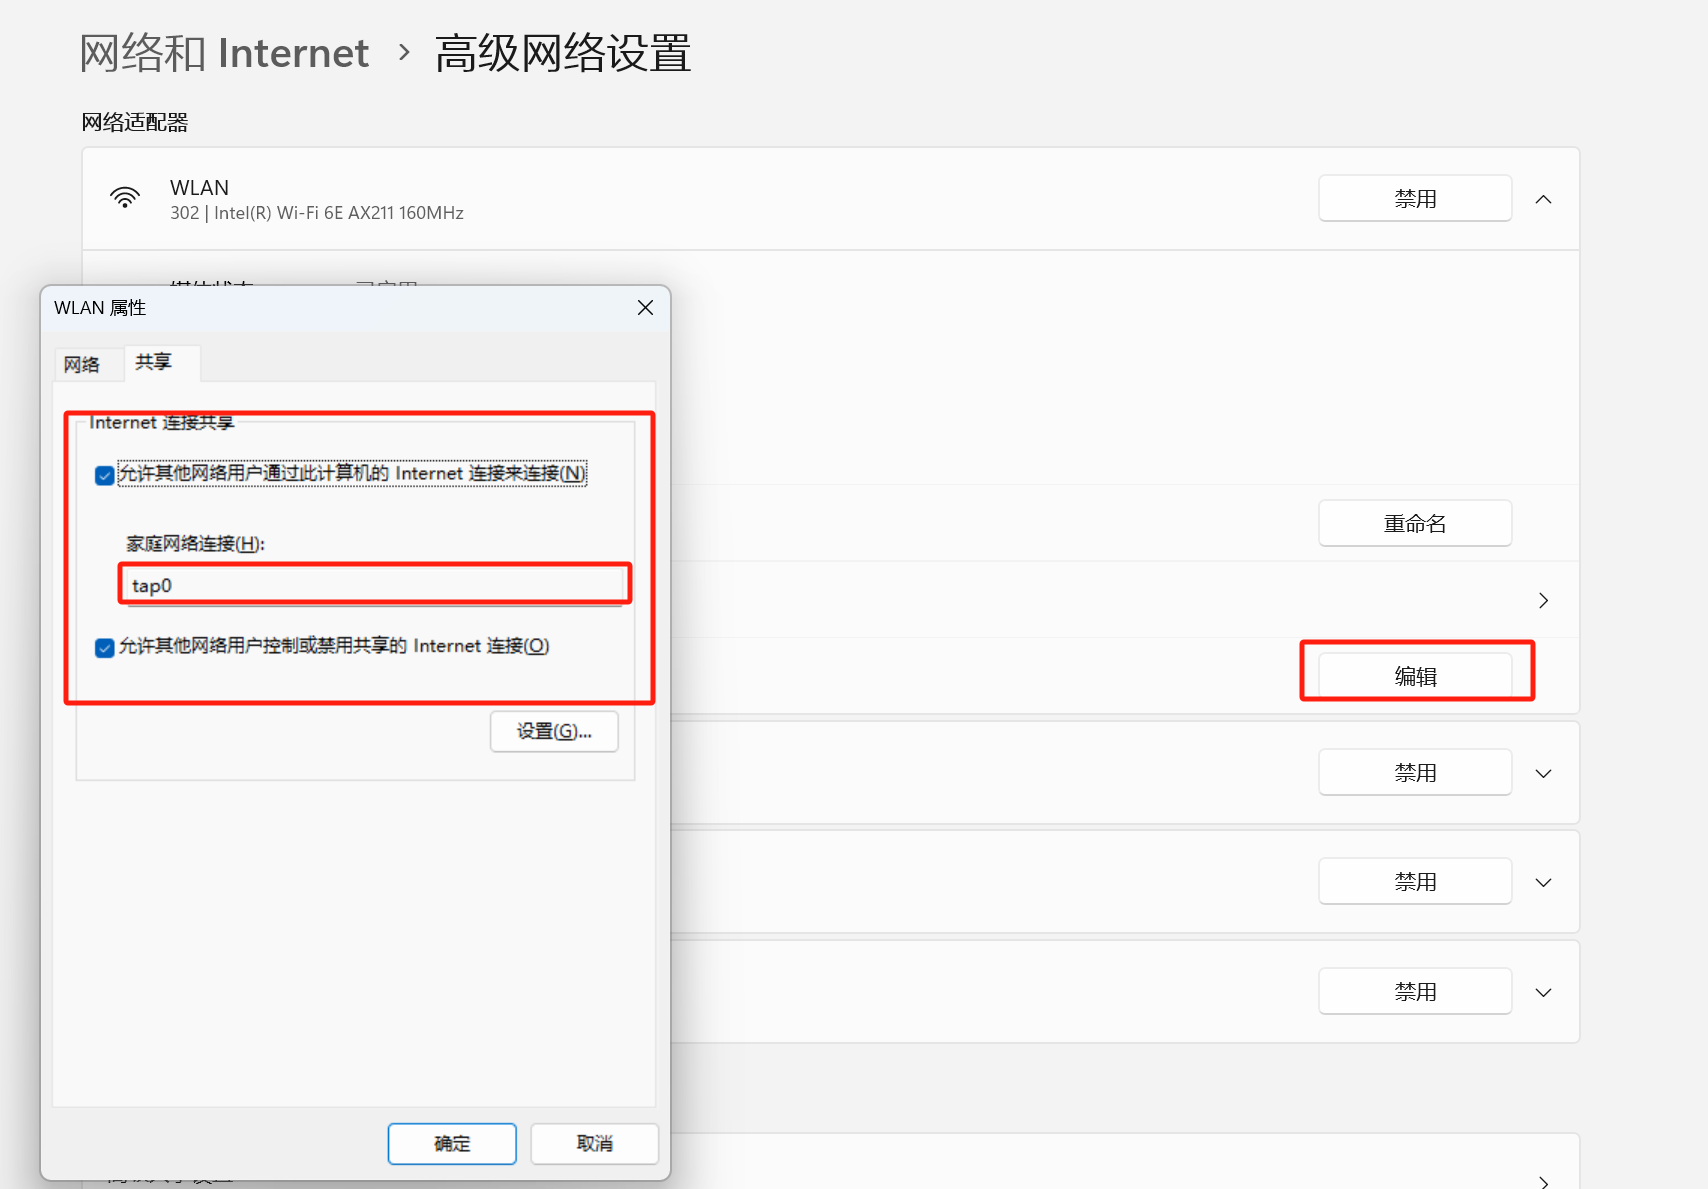 网络和 Internet › 高级网络设置
网络适配器
WLAN
302 | Intel(R) Wi-Fi 6E AX211 160MHz
禁用
WLAN 属性
网络
共享
Internet 连接共享
允许其他网络用户通过此计算机的 Internet 连接来连接(N)
家庭网络连接(H):
tap0
允许其他网络用户控制或禁用共享的 Internet 连接(O)
设置(G)...
确定
取消
重命名
编辑
禁用
禁用
禁用